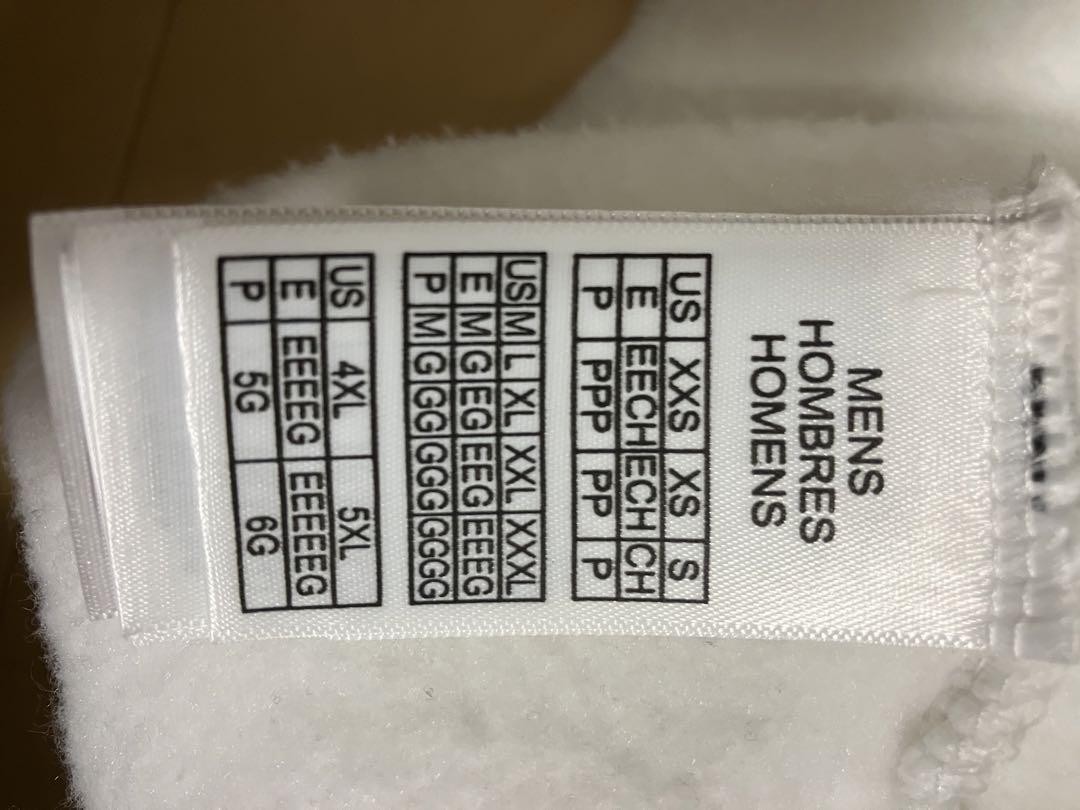 MENS
HOMBRES
HOMENS
US XXS XS S
E EECH ECH CH
P PPP PP P
US M L XL XXL XXXL
E M G EG EEG EEEG
P M G GG GGG GGGG
US 4XL 5XL
E EEEEG EEEEEG
P 5G 6G